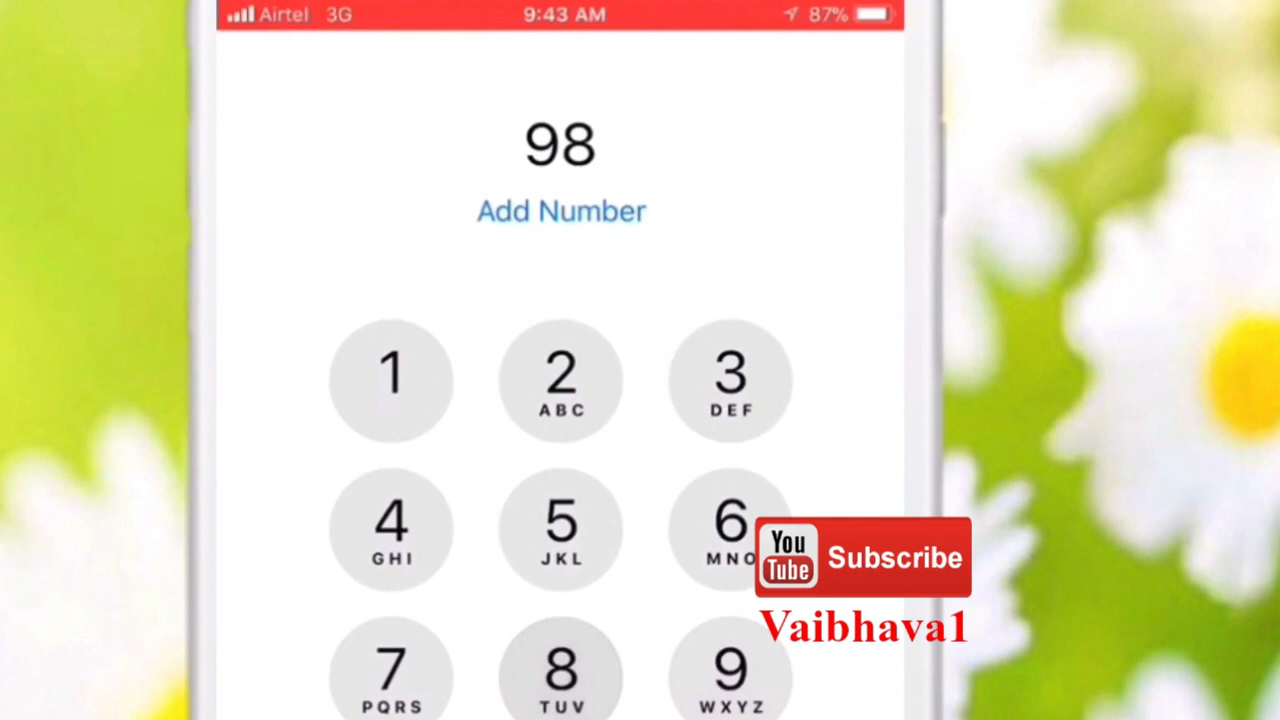 Airtel 3G 9:43 AM 87%
98
Add Number
1 2 3
ABC DEF
4 5 6
GHI JKL MNO
You Tube Subscribe
Vaibhava1
7 8 9
PQRS TUV WXYZ